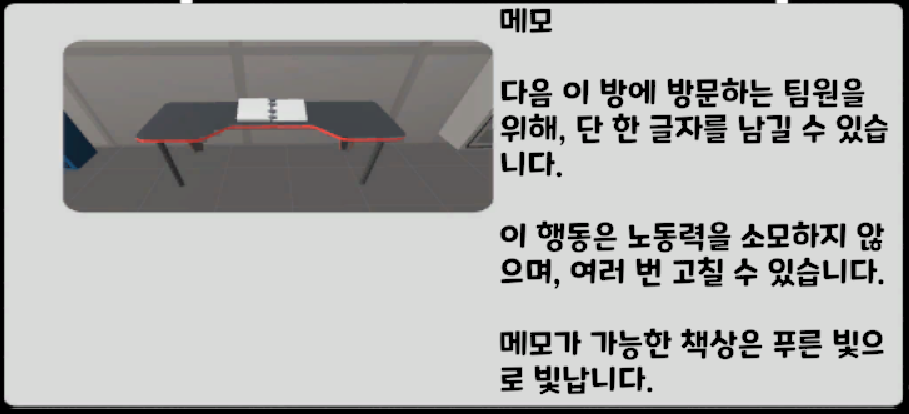 메모
다음 이 방에 방문하는 팀원을
위해, 단 한 글자를 남길 수 있습
니다.
이 행동은 노동력을 소모하지 않
으며, 여러 번 고칠 수 있습니다.
메모가 가능한 책상은 푸른 빛으
로 빛납니다.